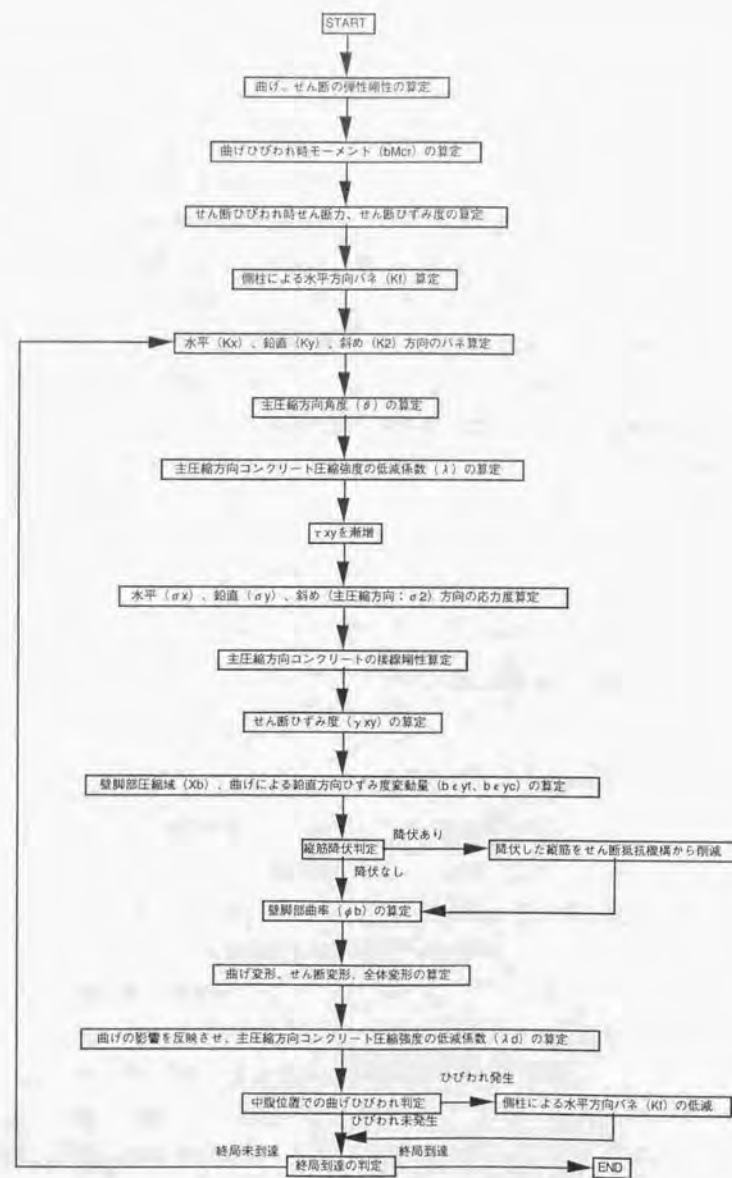 START
曲げ、せん断の弾性剛性の算定
曲げひびわれ時モーメント（bMcr）の算定
せん断ひびわれ時せん断力、せん断ひずみ度の算定
側柱による水平方向バネ（Kf）算定
水平（Kx）、鉛直（Ky）、斜め（K2）方向のバネ算定
主圧縮方向角度（θ）の算定
主圧縮方向コンクリート圧縮強度の低減係数（λ）の算定
τxyを漸増
水平（σx）、鉛直（σy）、斜め（主圧縮方向：σ2）方向の応力度算定
主圧縮方向コンクリートの接線剛性算定
せん断ひずみ度（γxy）の算定
壁脚部圧縮域（Xb）、曲げによる鉛直方向ひずみ度変動量（bεyt、bεyc）の算定
降伏あり
縦筋降伏判定
降伏した縦筋をせん断抵抗機構から削減
降伏なし
壁脚部曲率（φb）の算定
曲げ変形、せん断変形、全体変形の算定
曲げの影響を反映させ、主圧縮方向コンクリート圧縮強度の低減係数（λd）の算定
ひびわれ発生
中腹位置での曲げひびわれ判定
側柱による水平方向バネ（Kf）の低減
ひびわれ未発生
終局未到達
終局到達
終局到達の判定
END